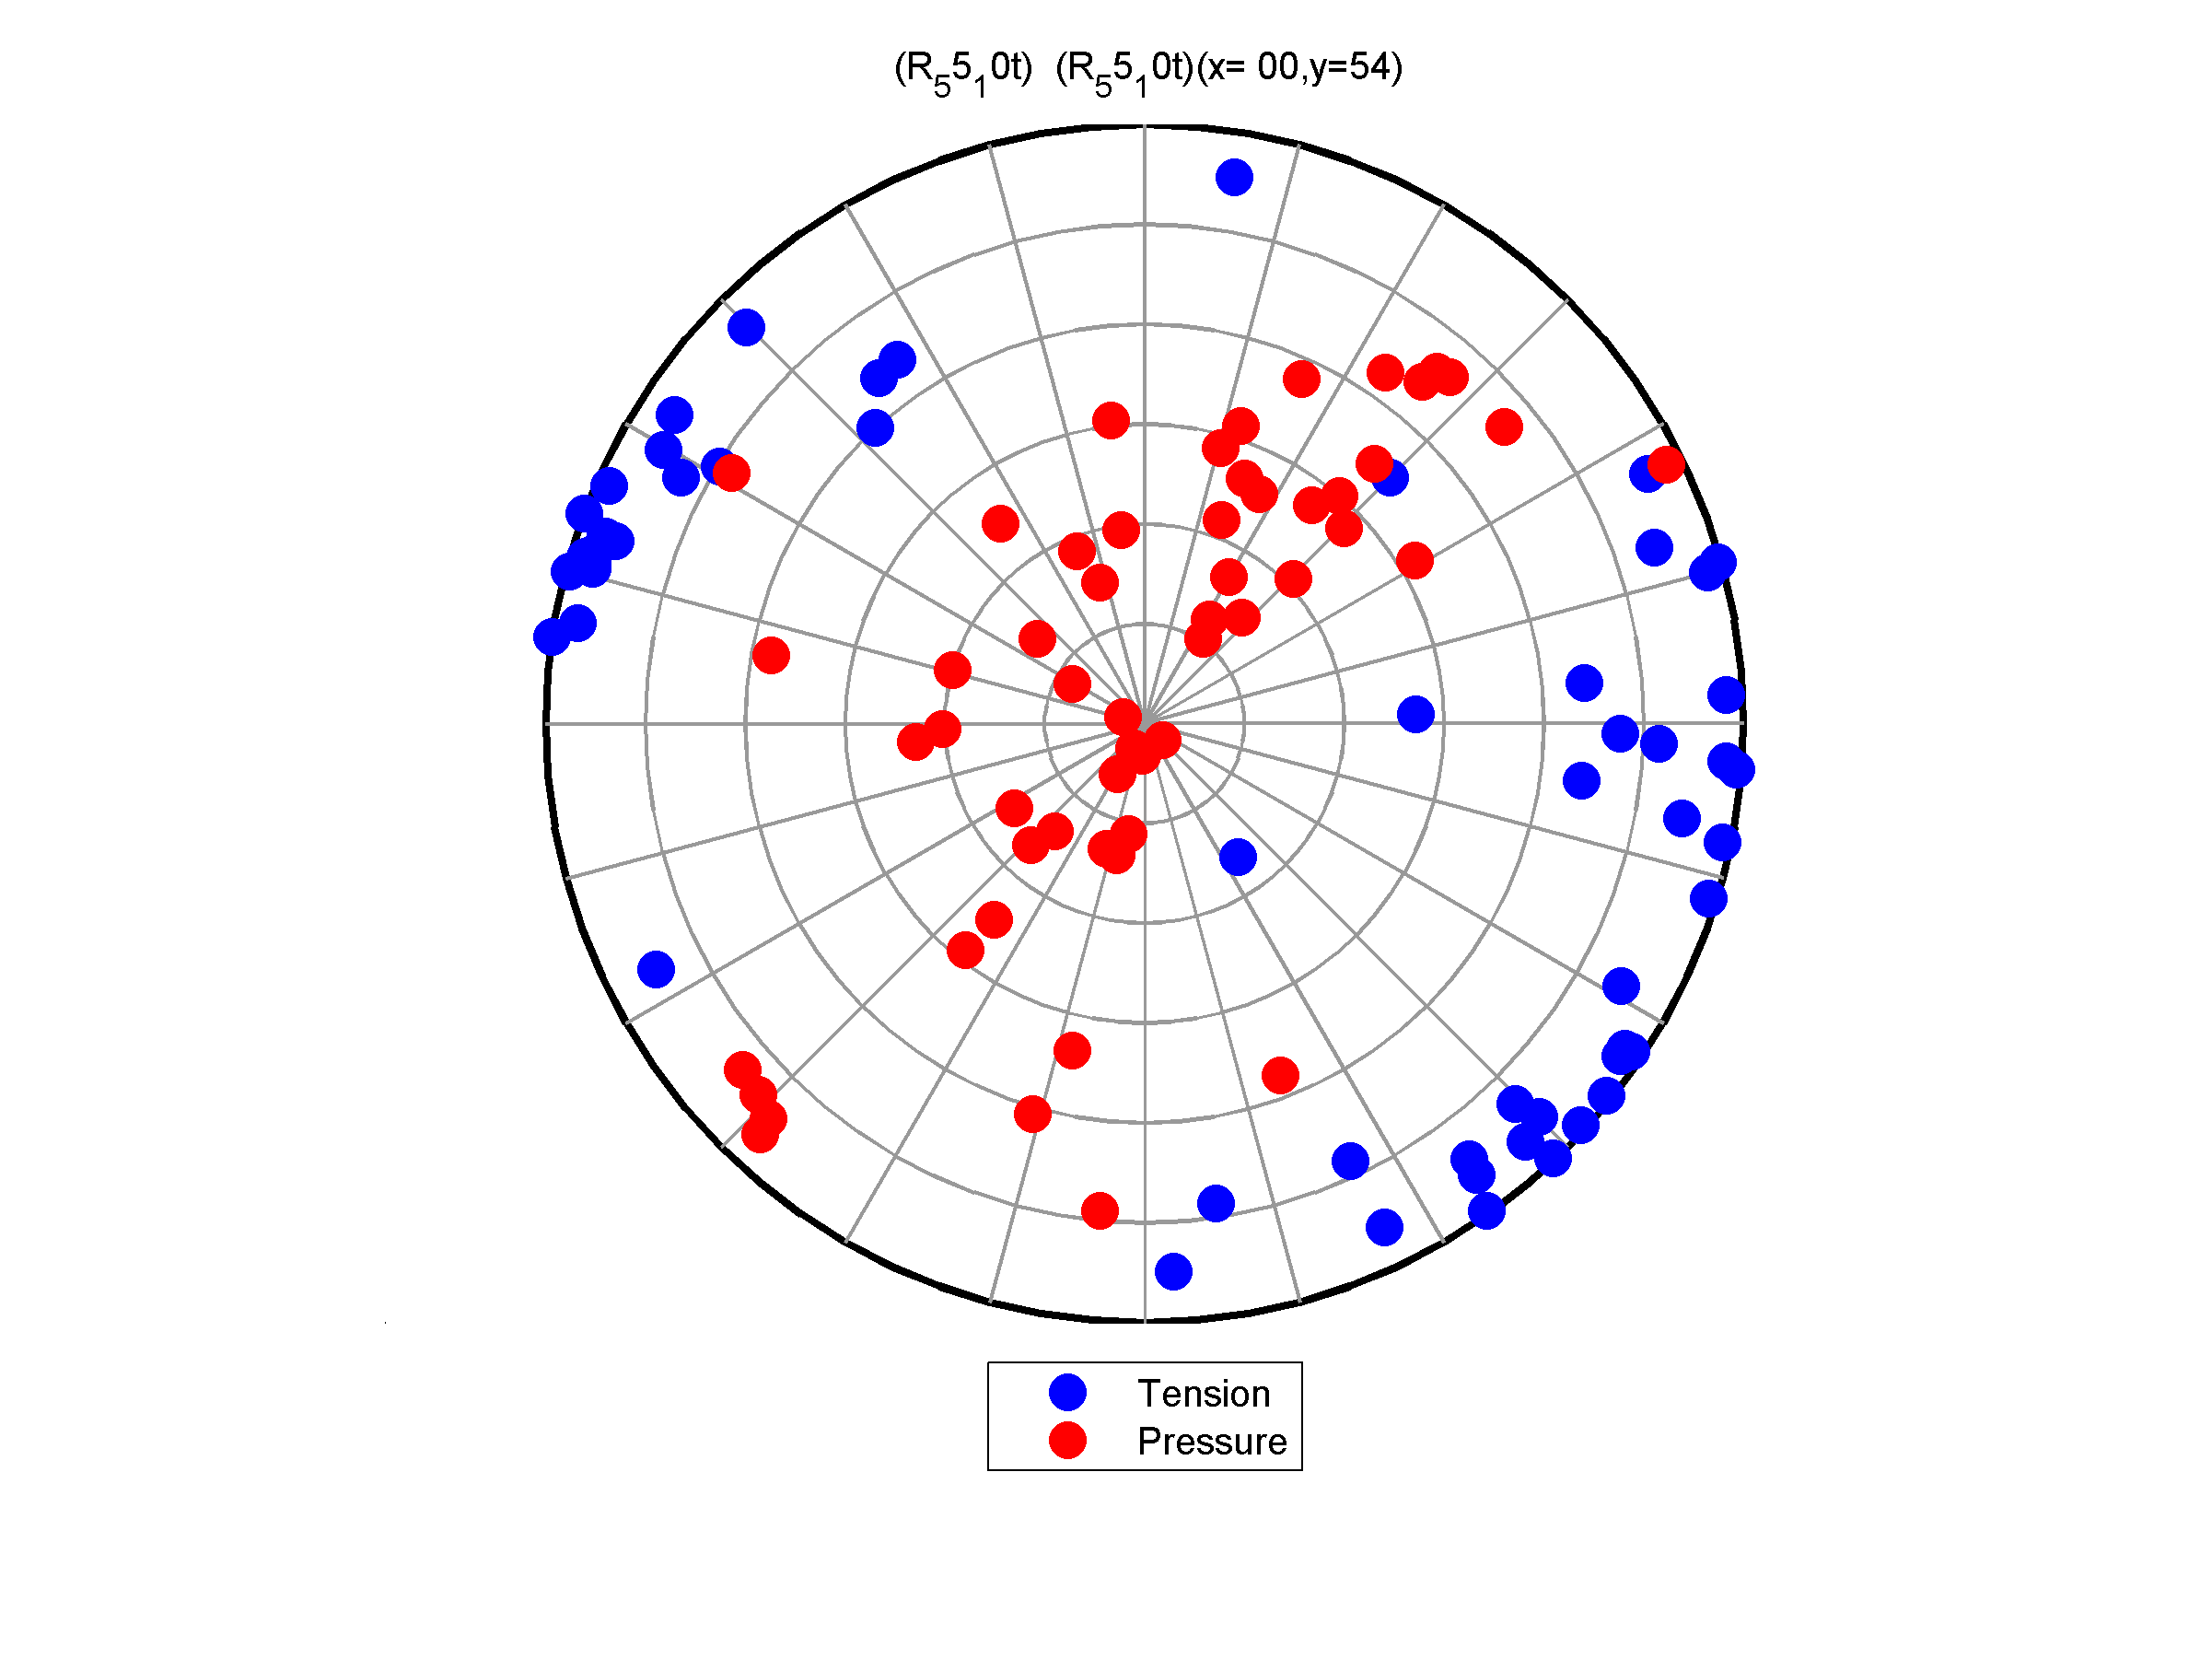 (R₅5₁0t) (R₅5₁0t)(x= 00,y=54)
Tension
Pressure